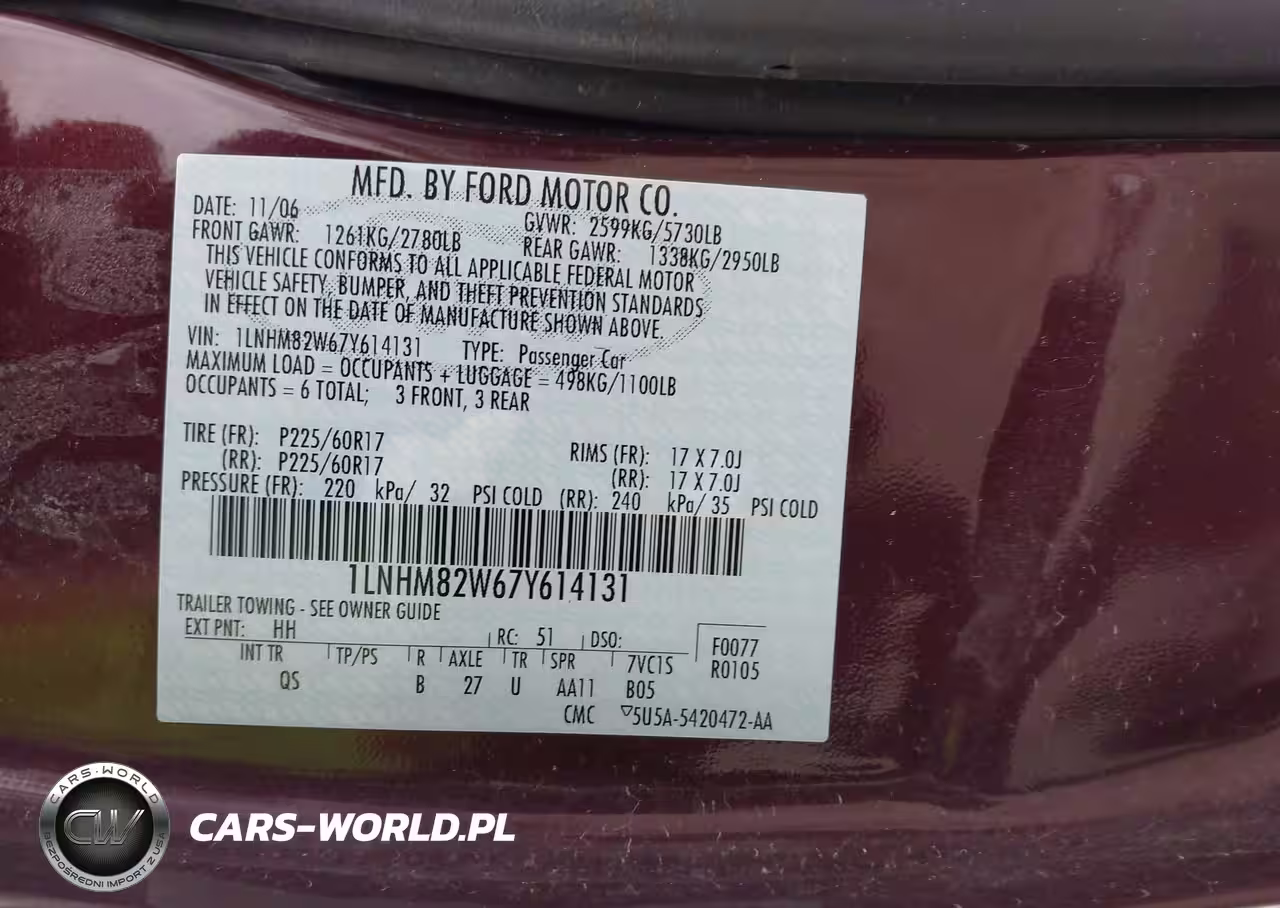 MFD. BY FORD MOTOR CO.
DATE: 11/06 GVWR: 2599KG/5730LB
FRONT GAWR: 1261KG/2780LB REAR GAWR: 1338KG/2950LB
THIS VEHICLE CONFORMS TO ALL APPLICABLE FEDERAL MOTOR
VEHICLE SAFETY, BUMPER, AND THEFT PREVENTION STANDARDS
IN EFFECT ON THE DATE OF MANUFACTURE SHOWN ABOVE.
VIN: 1LNHM82W67Y614131 TYPE: Passenger Car
MAXIMUM LOAD = OCCUPANTS + LUGGAGE = 498KG/1100LB
OCCUPANTS = 6 TOTAL; 3 FRONT, 3 REAR
TIRE (FR): P225/60R17 RIMS (FR): 17 X 7.0J
(RR): P225/60R17 (RR): 17 X 7.0J
PRESSURE (FR): 220 kPa/ 32 PSI COLD (RR): 240 kPa/ 35 PSI COLD
1LNHM82W67Y614131
TRAILER TOWING - SEE OWNER GUIDE
EXT PNT: HH RC: 51 DSO: F0077
INT TR TP/PS R AXLE TR SPR 7VC1S R0105
QS B 27 U AA11 B05
CMC ▽5U5A-5420472-AA
CARS-WORLD
CW
BEZPOŚREDNI IMPORT Z USA
CARS-WORLD.PL